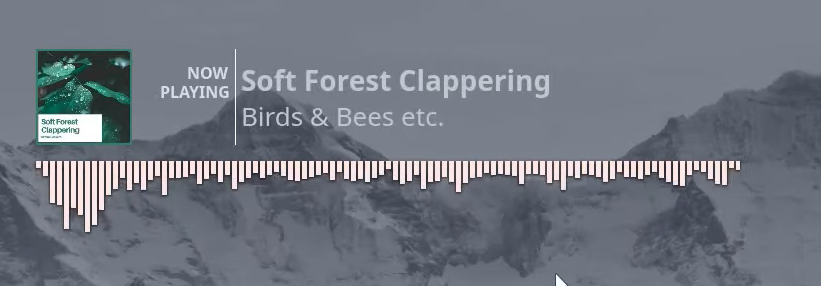 Soft Forest
Clappering
NOW
PLAYING
Soft Forest Clappering
Birds & Bees etc.